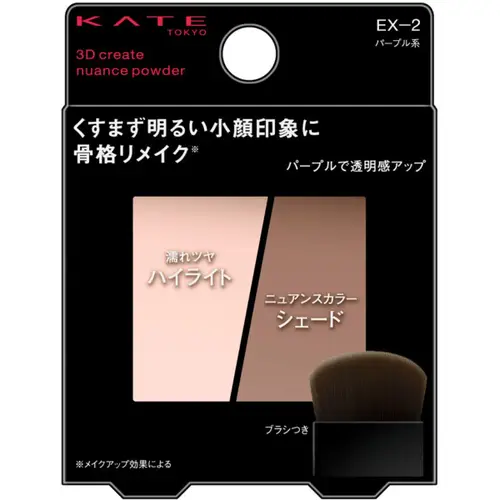 KATE
TOKYO
EX-2
パープル系
3D create
nuance powder
くすまず明るい小顔印象に
骨格リメイク※
パープルで透明感アップ
濡れツヤ
ハイライト
ニュアンスカラー
シェード
ブラシつき
※メイクアップ効果による